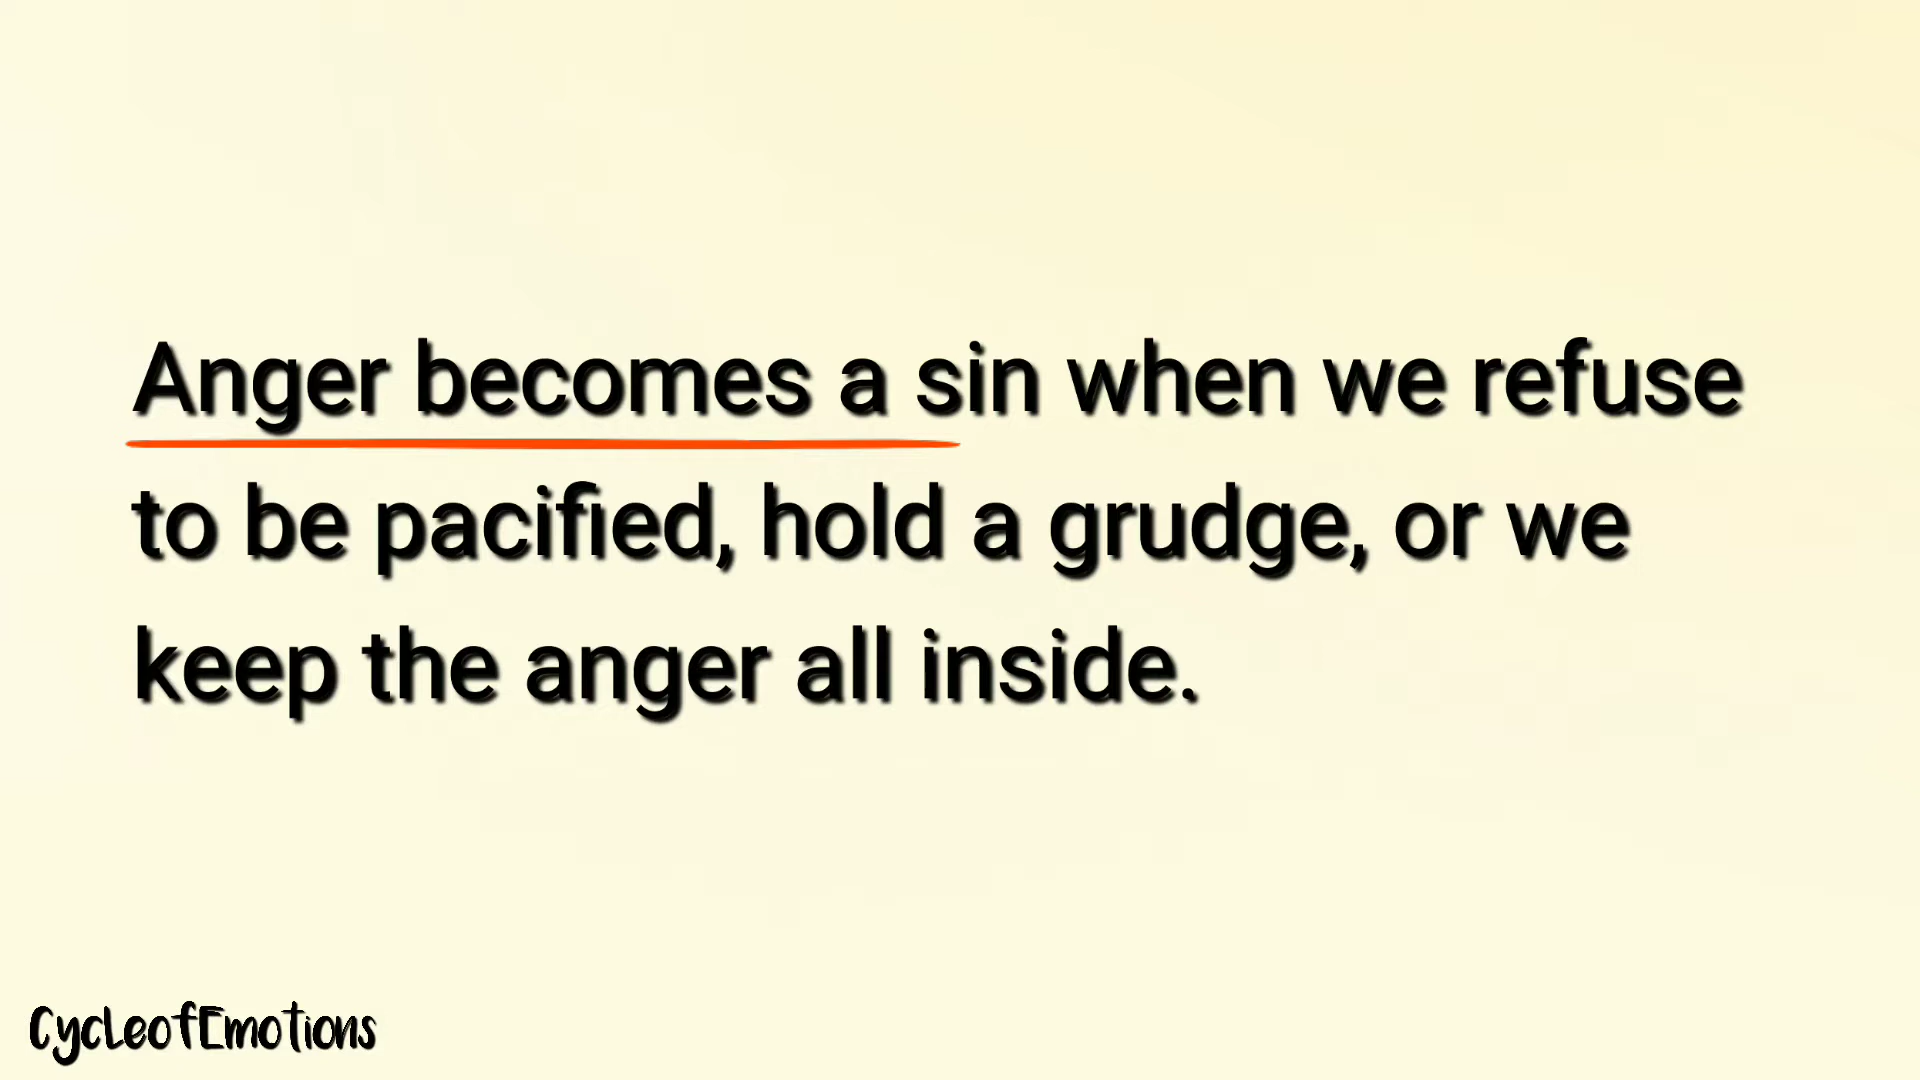 Anger becomes a sin when we refuse
to be pacified, hold a grudge, or we
keep the anger all inside.
CycleofEmotions